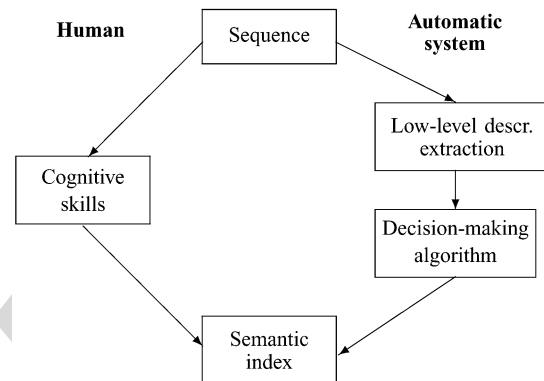 Human
Sequence
Automatic
system
Low-level descr.
extraction
Cognitive
skills
Decision-making
algorithm
Semantic
index